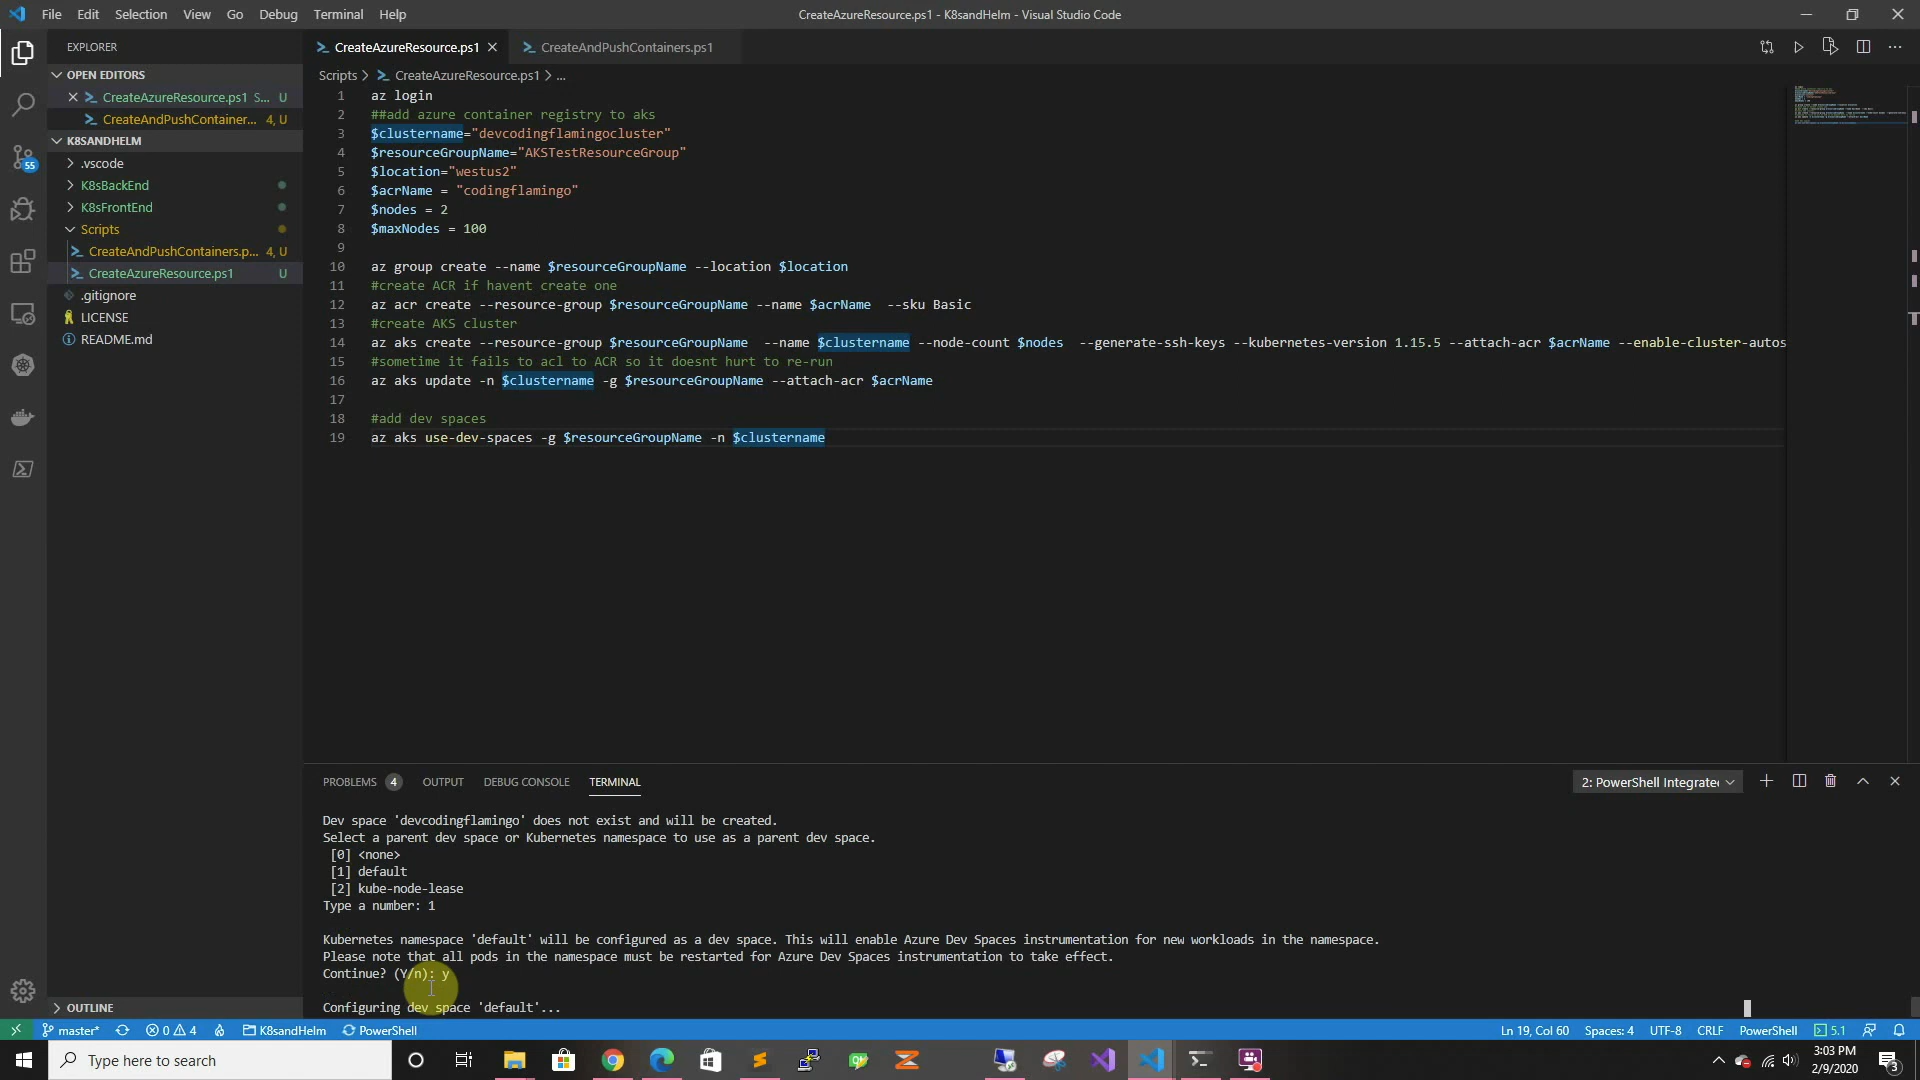 File Edit Selection View Go Debug Terminal Help
CreateAzureResource.ps1 - K8sandHelm - Visual Studio Code
EXPLORER
CreateAzureResource.ps1
CreateAndPushContainers.ps1
OPEN EDITORS
CreateAzureResource.ps1 S... U
CreateAndPushContainer... 4, U
K8SANDHELM
.vscode
K8sBackEnd
K8sFrontEnd
Scripts
CreateAndPushContainers.p... 4, U
CreateAzureResource.ps1 U
.gitignore
LICENSE
README.md
55
OUTLINE
Scripts > CreateAzureResource.ps1 > ...
1 az login
2 ##add azure container registry to aks
3 $clustername="devcodingflamingocluster"
4 $resourceGroupName="AKSTestResourceGroup"
5 $location="westus2"
6 $acrName = "codingflamingo"
7 $nodes = 2
8 $maxNodes = 100
9
10 az group create --name $resourceGroupName --location $location
11 #create ACR if havent create one
12 az acr create --resource-group $resourceGroupName --name $acrName --sku Basic
13 #create AKS cluster
14 az aks create --resource-group $resourceGroupName --name $clustername --node-count $nodes --generate-ssh-keys --kubernetes-version 1.15.5 --attach-acr $acrName --enable-cluster-autos
15 #sometime it fails to acl to ACR so it doesnt hurt to re-run
16 az aks update -n $clustername -g $resourceGroupName --attach-acr $acrName
17
18 #add dev spaces
19 az aks use-dev-spaces -g $resourceGroupName -n $clustername
PROBLEMS 4 OUTPUT DEBUG CONSOLE TERMINAL
2: PowerShell Integrate
Dev space 'devcodingflamingo' does not exist and will be created.
Select a parent dev space or Kubernetes namespace to use as a parent dev space.
[0] <none>
[1] default
[2] kube-node-lease
Type a number: 1
Kubernetes namespace 'default' will be configured as a dev space. This will enable Azure Dev Spaces instrumentation for new workloads in the namespace.
Please note that all pods in the namespace must be restarted for Azure Dev Spaces instrumentation to take effect.
Continue? (Y/n): y
Configuring dev space 'default'...
master* 0 4 K8sandHelm PowerShell
Ln 19, Col 60 Spaces: 4 UTF-8 CRLF PowerShell 5.1
Type here to search
3:03 PM
2/9/2020
3